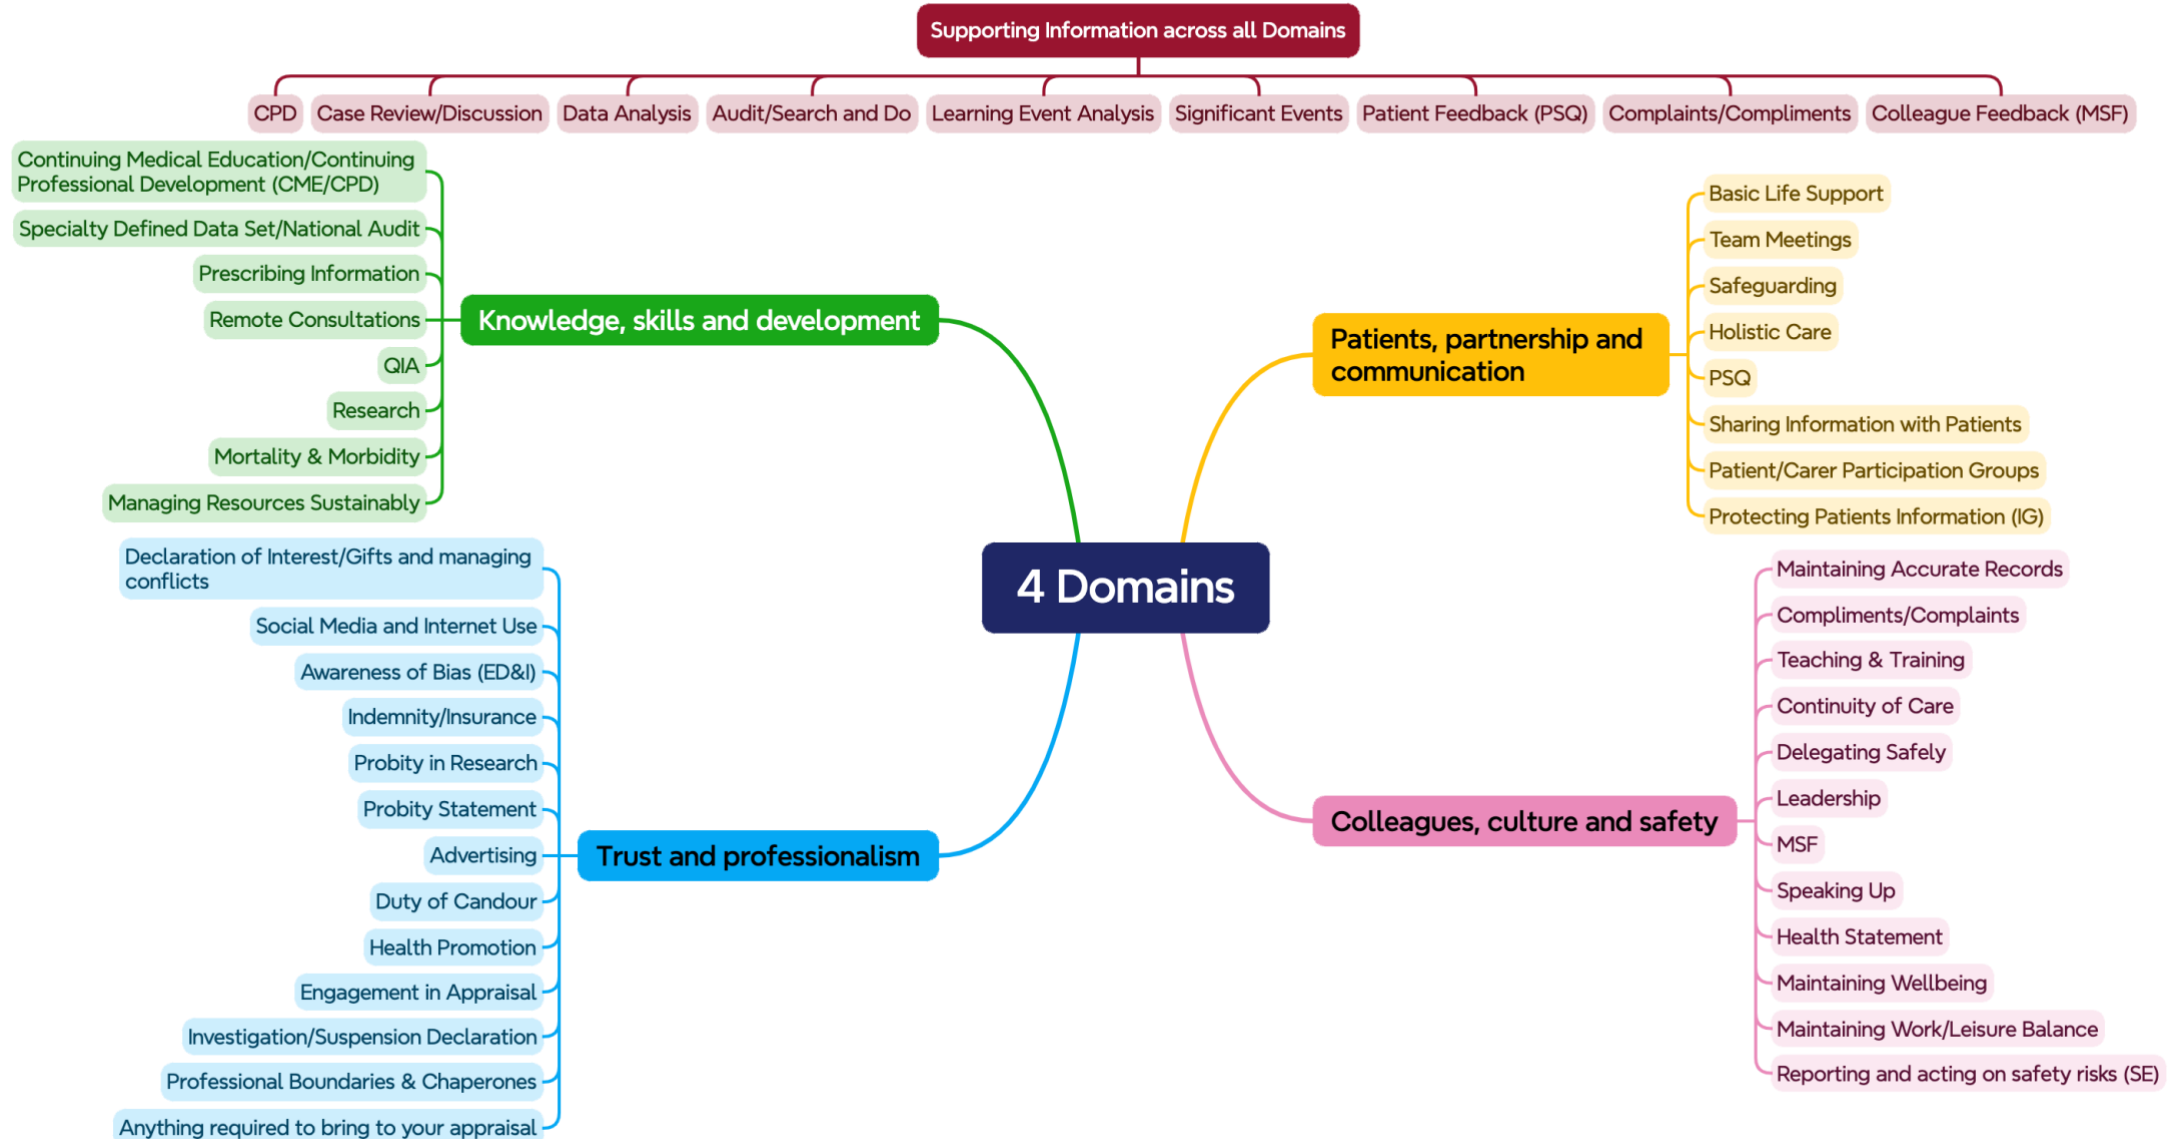 Supporting Information across all Domains
CPD
Case Review/Discussion
Data Analysis
Audit/Search and Do
Learning Event Analysis
Significant Events
Patient Feedback (PSQ)
Complaints/Compliments
Colleague Feedback (MSF)
Continuing Medical Education/Continuing
Professional Development (CME/CPD)
Specialty Defined Data Set/National Audit
Prescribing Information
Remote Consultations
QIA
Research
Mortality & Morbidity
Managing Resources Sustainably
Knowledge, skills and development
Patients, partnership and
communication
Basic Life Support
Team Meetings
Safeguarding
Holistic Care
PSQ
Sharing Information with Patients
Patient/Carer Participation Groups
Protecting Patients Information (IG)
4 Domains
Declaration of Interest/Gifts and managing
conflicts
Social Media and Internet Use
Awareness of Bias (ED&I)
Indemnity/Insurance
Probity in Research
Probity Statement
Advertising
Duty of Candour
Health Promotion
Engagement in Appraisal
Investigation/Suspension Declaration
Professional Boundaries & Chaperones
Anything required to bring to your appraisal
Trust and professionalism
Colleagues, culture and safety
Maintaining Accurate Records
Compliments/Complaints
Teaching & Training
Continuity of Care
Delegating Safely
Leadership
MSF
Speaking Up
Health Statement
Maintaining Wellbeing
Maintaining Work/Leisure Balance
Reporting and acting on safety risks (SE)